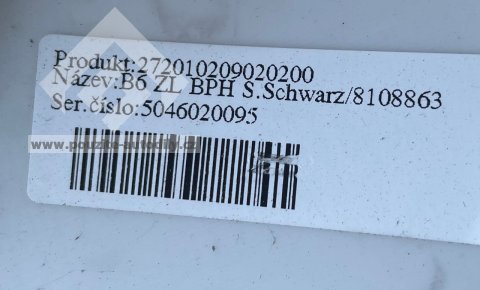 Produkt:272010209020200
Název:B6 ZL BPH S.Schwarz/8108863
Ser.číslo:5046020095
www.pouzite-autodily.cz